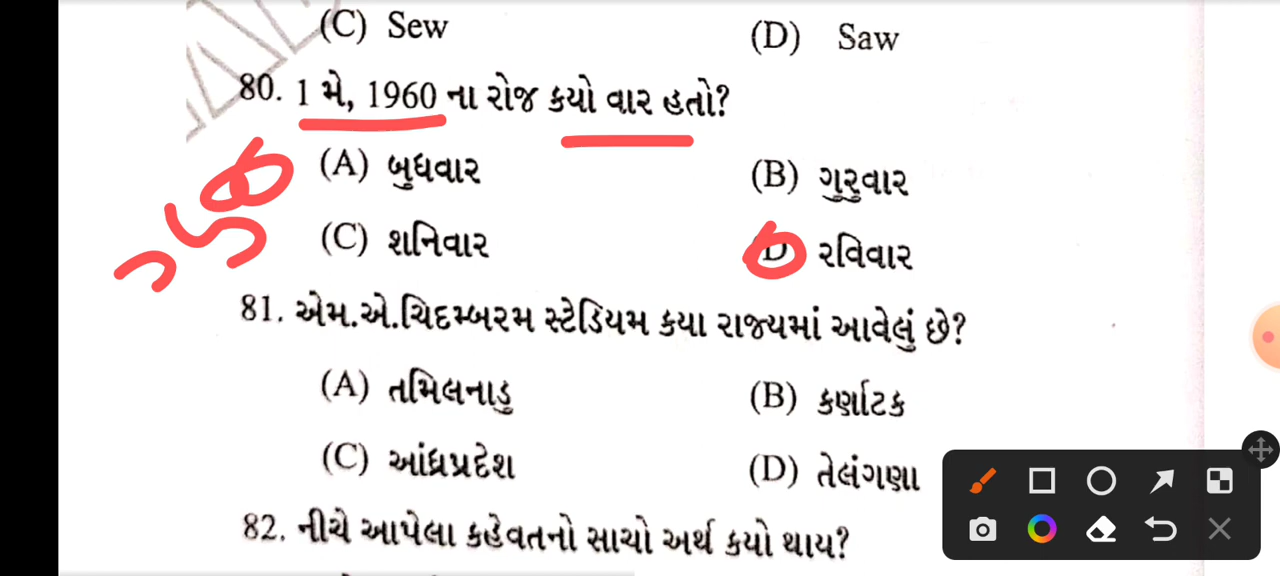 (C) Sew (D) Saw
80. 1 મે, 1960 ના રોજ કયો વાર હતો?
(A) બુધવાર (B) ગુરુવાર
(C) શનિવાર (D) રવિવાર
81. એમ.એ.ચિદમ્બરમ સ્ટેડિયમ કયા રાજ્યમાં આવેલું છે?
(A) તમિલનાડુ (B) કર્ણાટક
(C) આંધ્રપ્રદેશ (D) તેલંગણા
82. નીચે આપેલા કહેવતનો સાચો અર્થ કયો થાય?